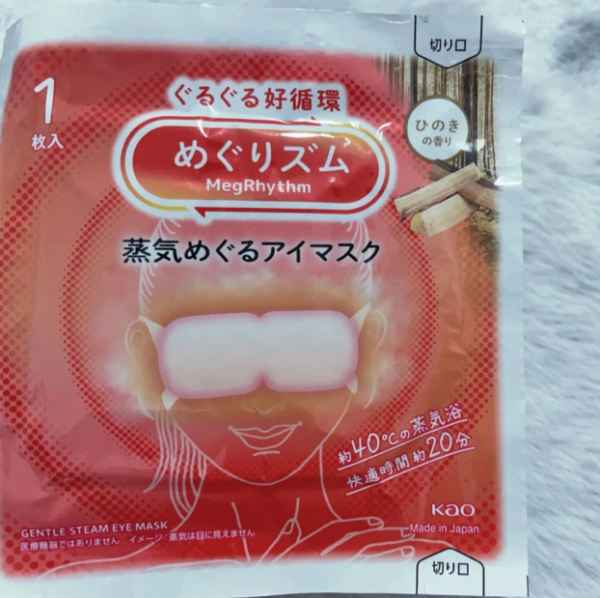 切り口
1
枚入
ぐるぐる好循環
ひのき
の香り
めぐりズム
MegRhythm
蒸気めぐるアイマスク
約40℃の蒸気浴
快適時間約20分
Kao
Made in Japan
GENTLE STEAM EYE MASK
医療機器ではありません イメージ:蒸気は目に見えません
切り口